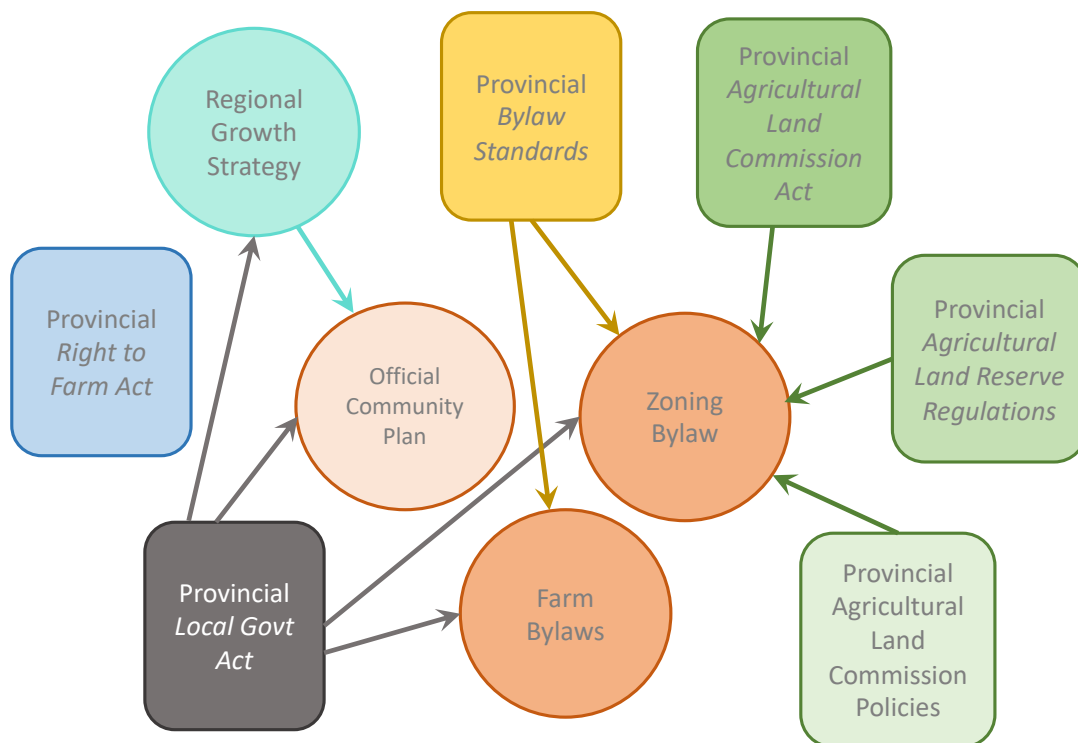 Regional
Growth
Strategy
Provincial
Bylaw
Standards
Provincial
Agricultural
Land
Commission
Act
Provincial
Right to
Farm Act
Official
Community
Plan
Zoning
Bylaw
Provincial
Agricultural
Land Reserve
Regulations
Provincial
Local Govt
Act
Farm
Bylaws
Provincial
Agricultural
Land
Commission
Policies